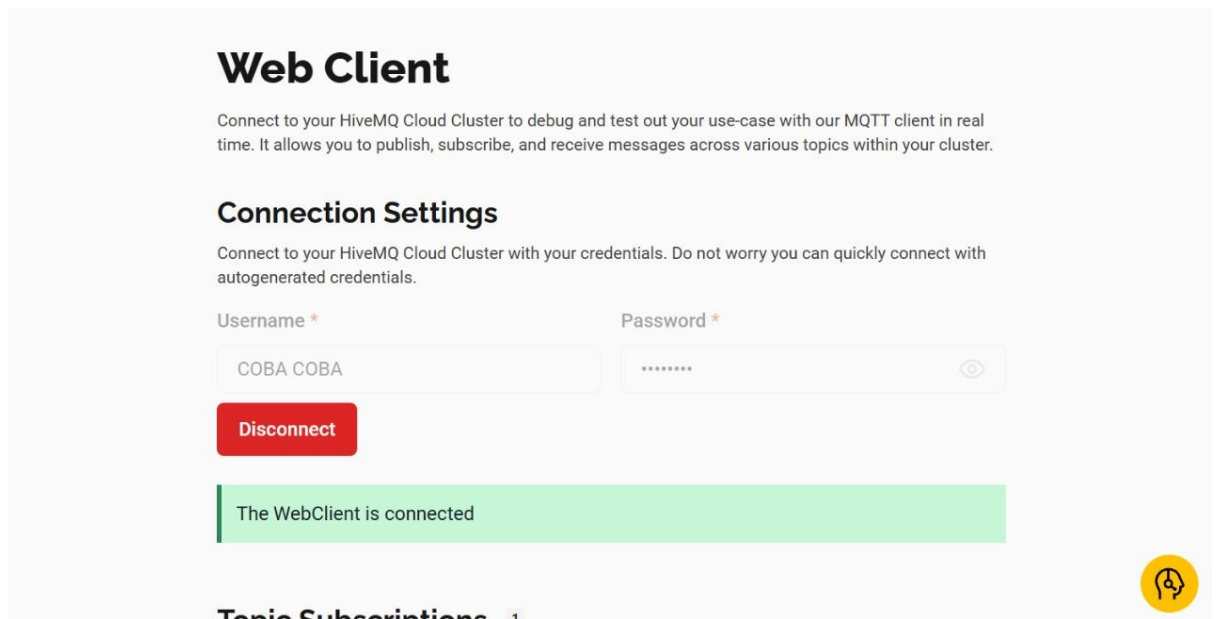 Web Client
Connect to your HiveMQ Cloud Cluster to debug and test out your use-case with our MQTT client in real
time. It allows you to publish, subscribe, and receive messages across various topics within your cluster.
Connection Settings
Connect to your HiveMQ Cloud Cluster with your credentials. Do not worry you can quickly connect with
autogenerated credentials.
Username * Password *
COBA COBA ••••••••
Disconnect
The WebClient is connected
Topic Subscriptions 1